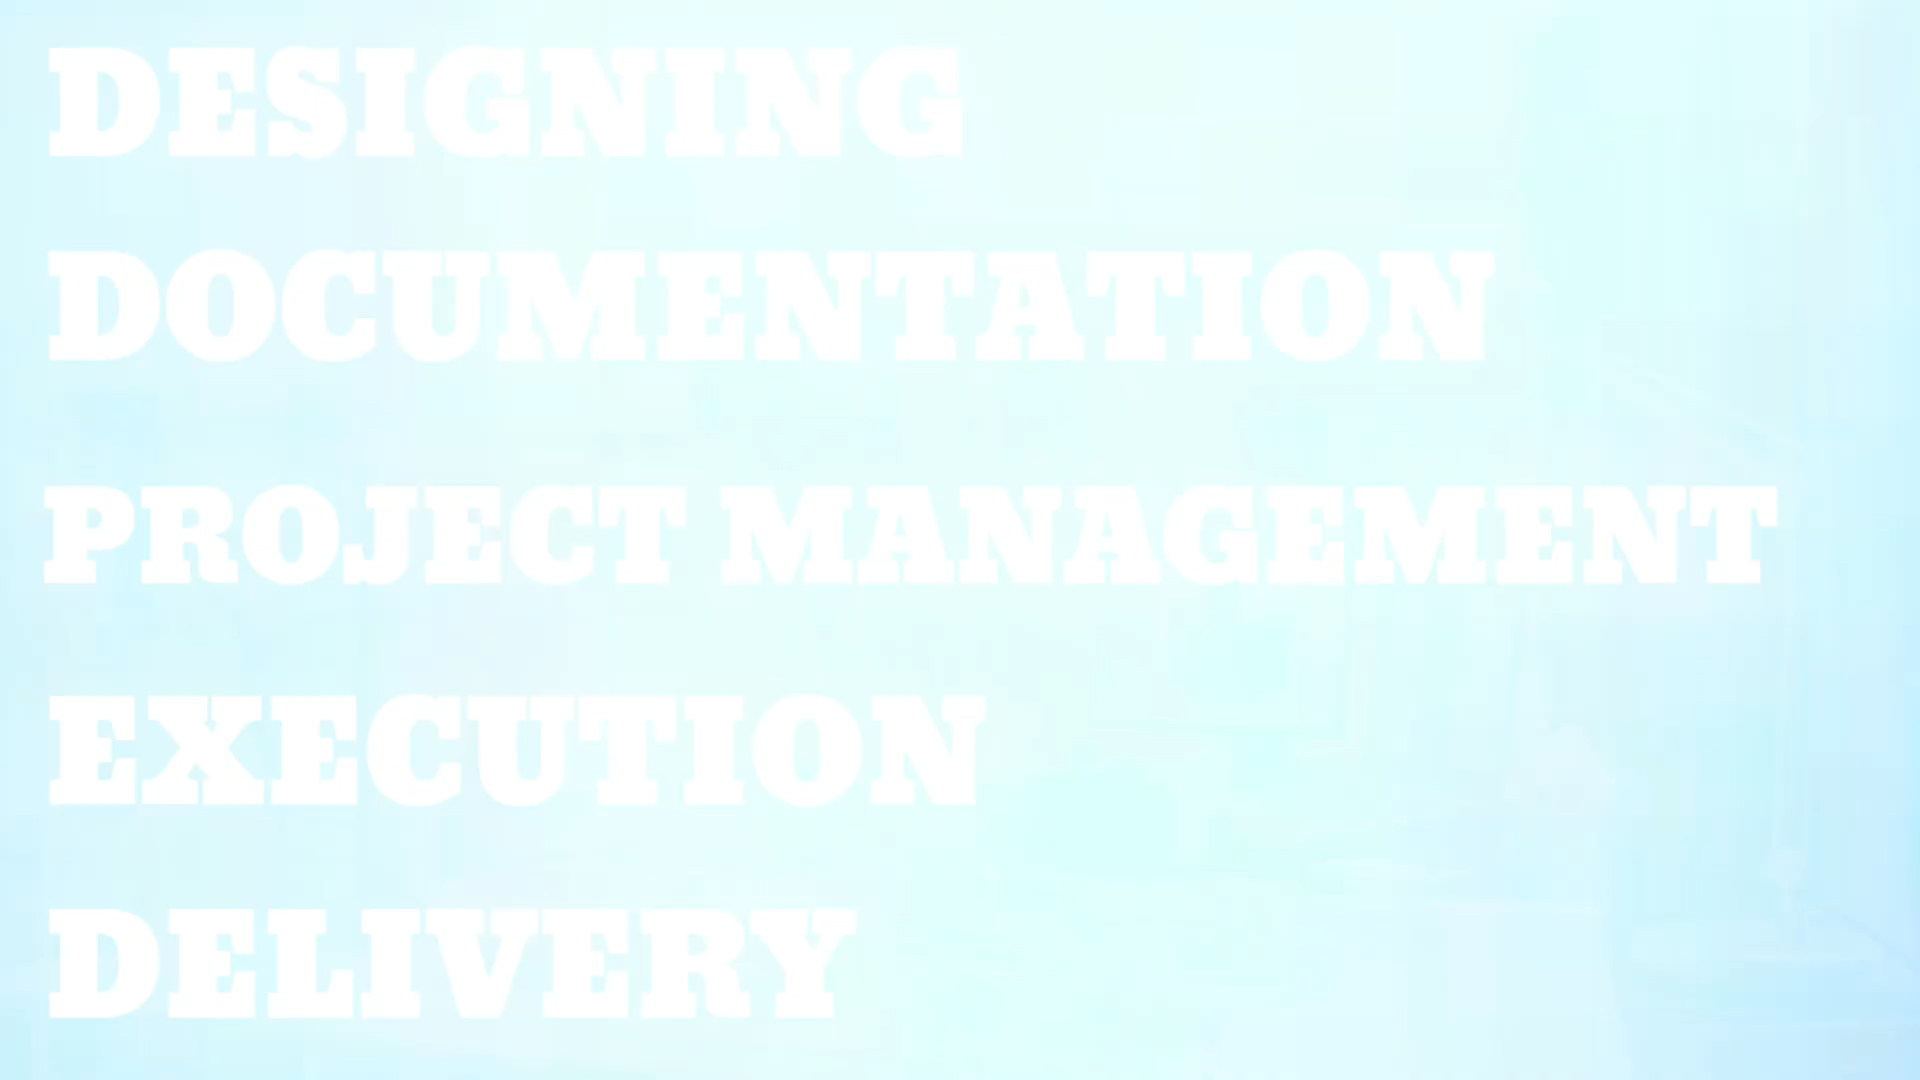 DESIGNING
DOCUMENTATION
PROJECT MANAGEMENT
EXECUTION
DELIVERY